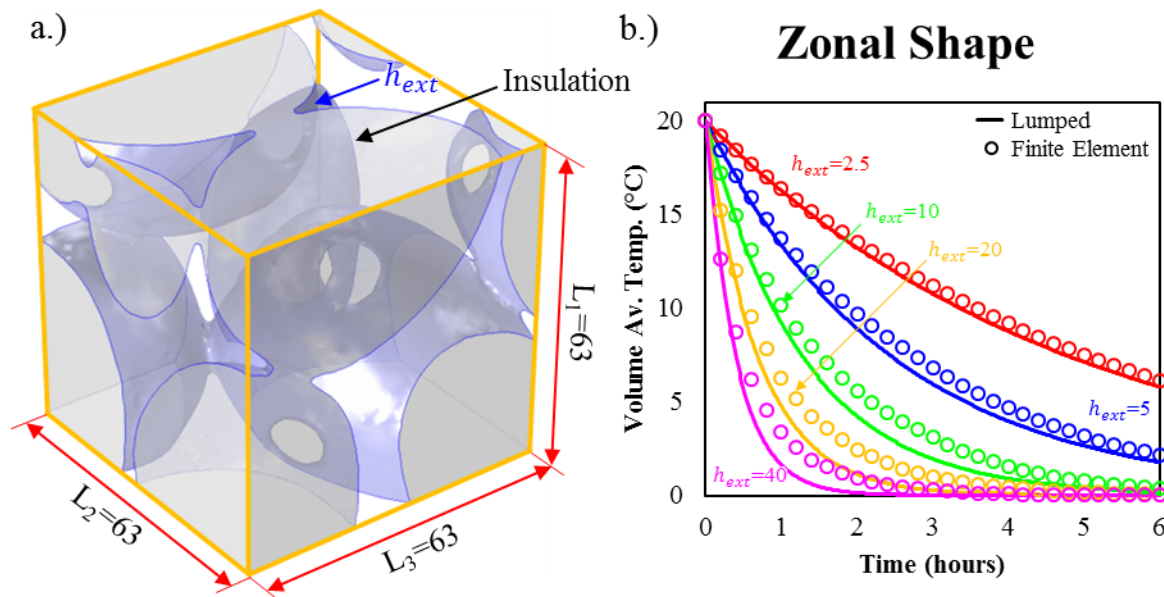 a.)
h_ext
Insulation
L₁=63
L₂=63
L₃=63
b.)
Zonal Shape
Lumped
Finite Element
h_ext=2.5
h_ext=10
h_ext=20
h_ext=5
h_ext=40
Volume Av. Temp. (°C)
20
15
10
5
0
0 1 2 3 4 5 6
Time (hours)